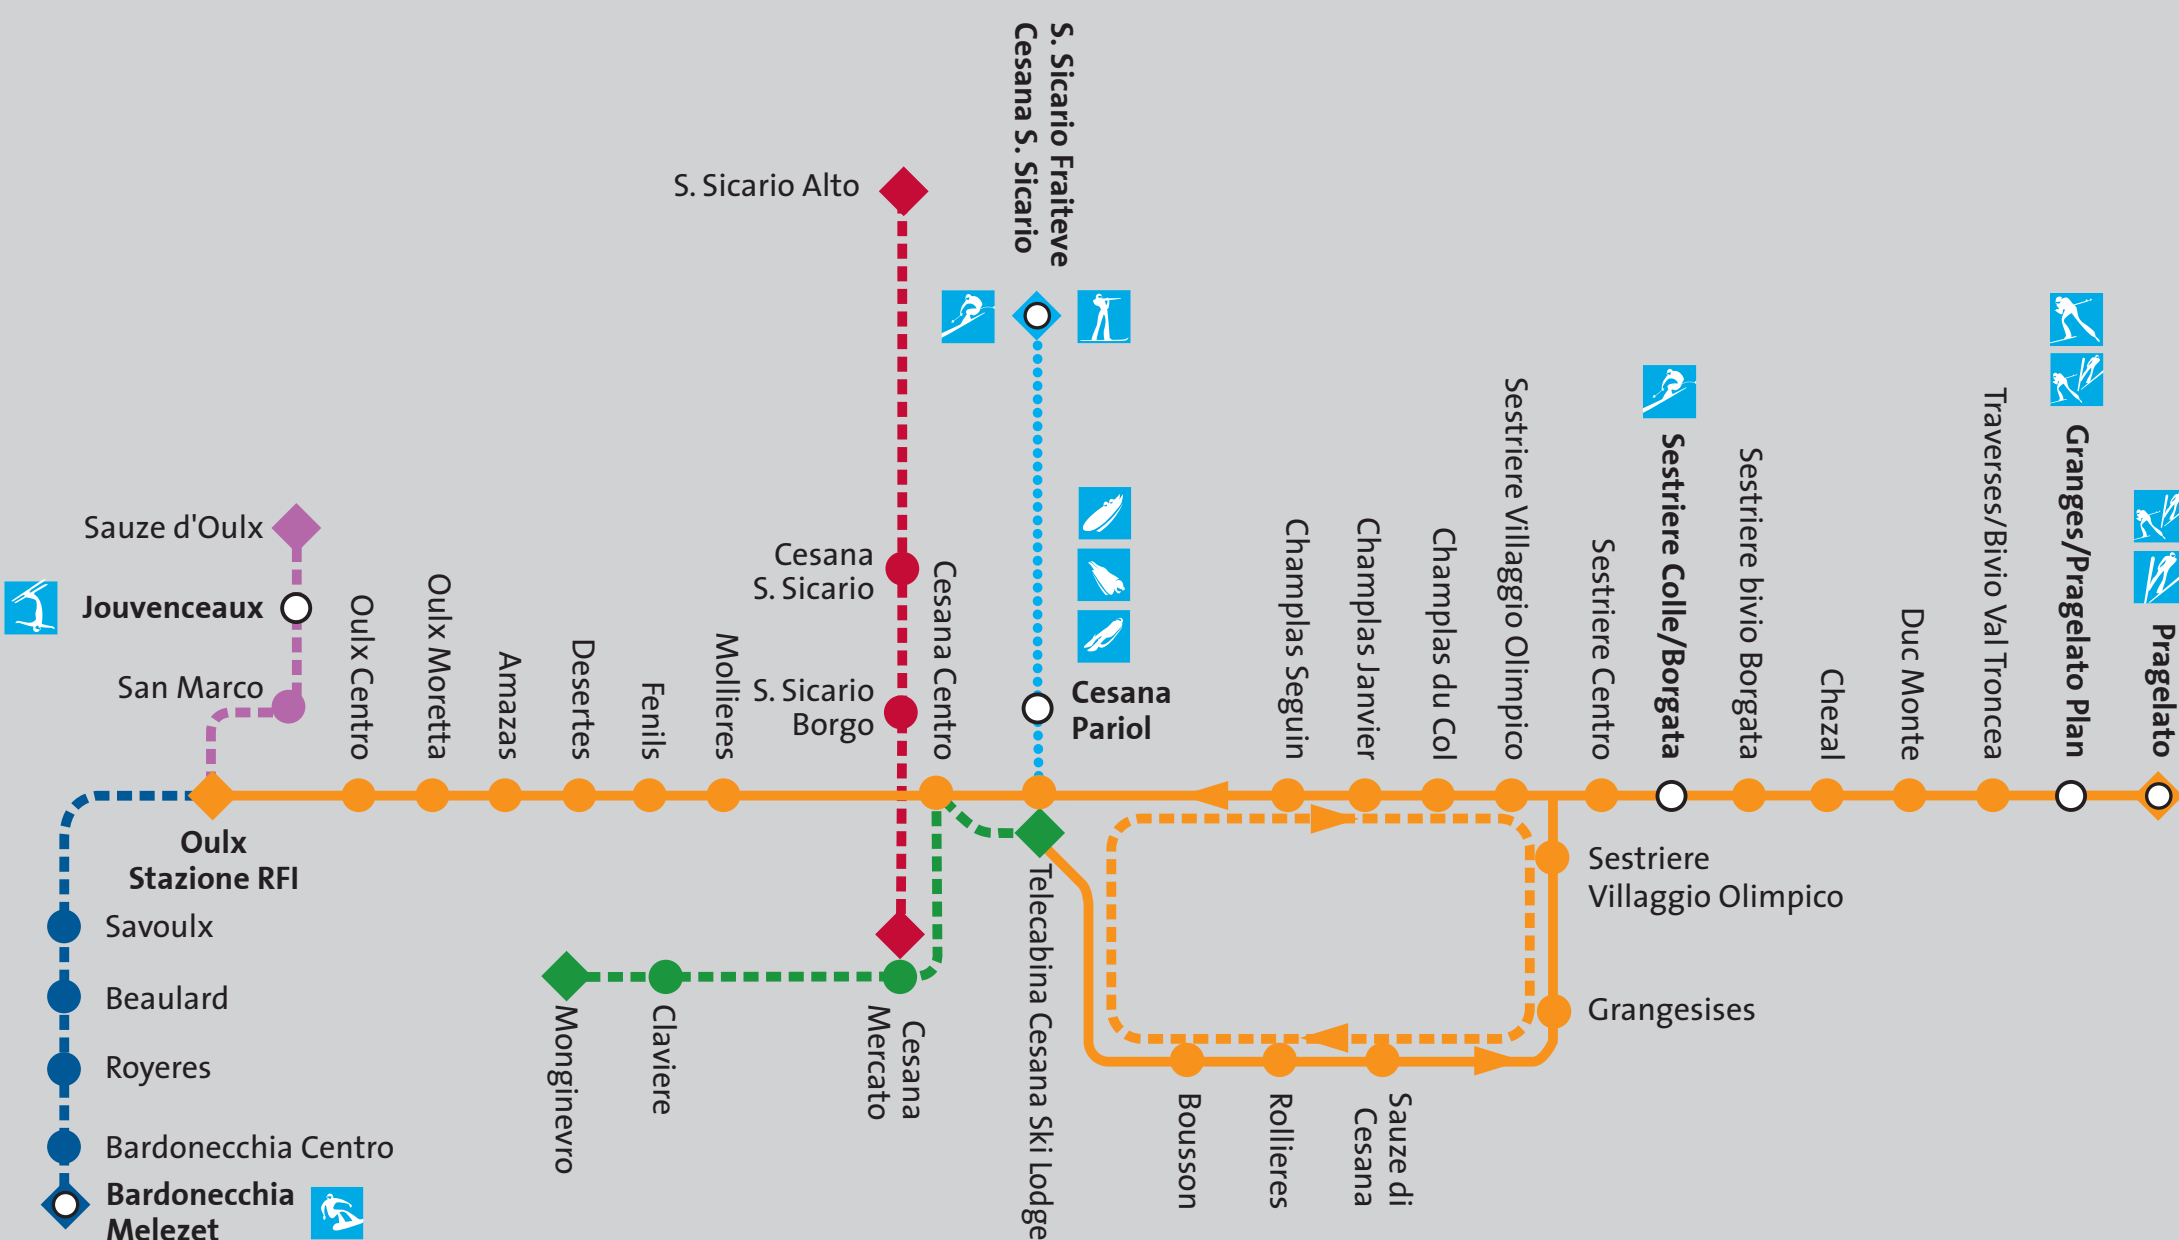 S. Sicario Fraiteve
Cesana S. Sicario
S. Sicario Alto
Sauze d'Oulx
Jouvenceaux
San Marco
Oulx Centro
Oulx Moretta
Amazas
Desertes
Fenils
Mollieres
Cesana
S. Sicario
S. Sicario
Borgo
Cesana Centro
Cesana
Pariol
Champlas Seguin
Champlas Janvier
Champlas du Col
Sestriere Villaggio Olimpico
Sestriere Centro
Sestriere Colle/Borgata
Sestriere bivio Borgata
Chezal
Duc Monte
Traverses/Bivio Val Troncea
Granges/Pragelato Plan
Pragelato
Oulx
Stazione RFI
Savoulx
Beaulard
Royeres
Bardonecchia Centro
Bardonecchia
Melezet
Monginevro
Claviere
Cesana
Mercato
Telecabina Cesana Ski Lodge
Sestriere
Villaggio Olimpico
Grangesises
Bousson
Rollieres
Sauze di
Cesana